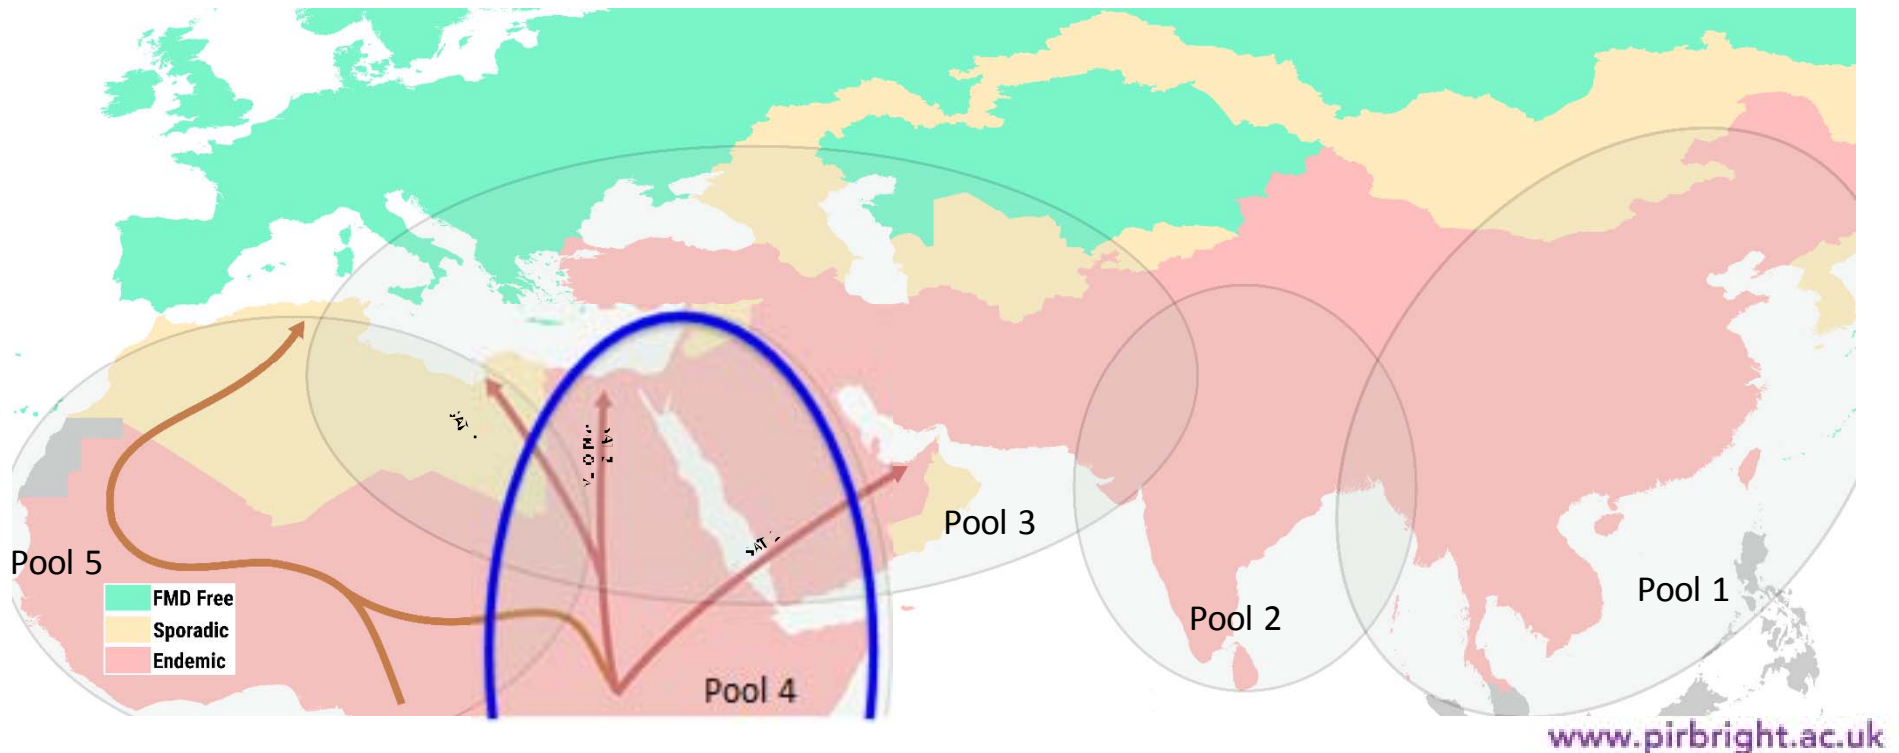 Pool 3
Pool 5
FMD Free
Sporadic
Endemic
Pool 1
Pool 2
Pool 4
www.pirbright.ac.uk